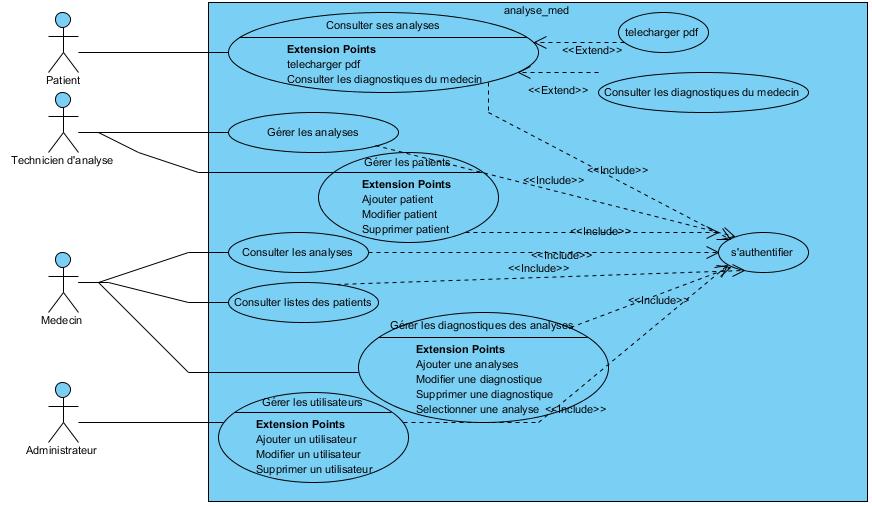 analyse_med
Consulter ses analyses
Extension Points
telecharger pdf
Consulter les diagnostiques du medecin
telecharger pdf
<<Extend>>
Consulter les diagnostiques du medecin
<<Extend>>
Patient
Technicien d'analyse
Gérer les analyses
Gérer les patients
Extension Points
Ajouter patient
Modifier patient
Supprimer patient
<<Include>>
<<Include>>
<<Include>>
Consulter les analyses
<<Include>>
s'authentifier
<<Include>>
Consulter listes des patients
Medecin
<<Include>>
Gérer les diagnostiques des analyses
Extension Points
Ajouter une analyses
Modifier une diagnostique
Supprimer une diagnostique
Selectionner une analyse
<<Include>>
Gérer les utilisateurs
Extension Points
Ajouter un utilisateur
Modifier un utilisateur
Supprimer un utilisateur
Administrateur